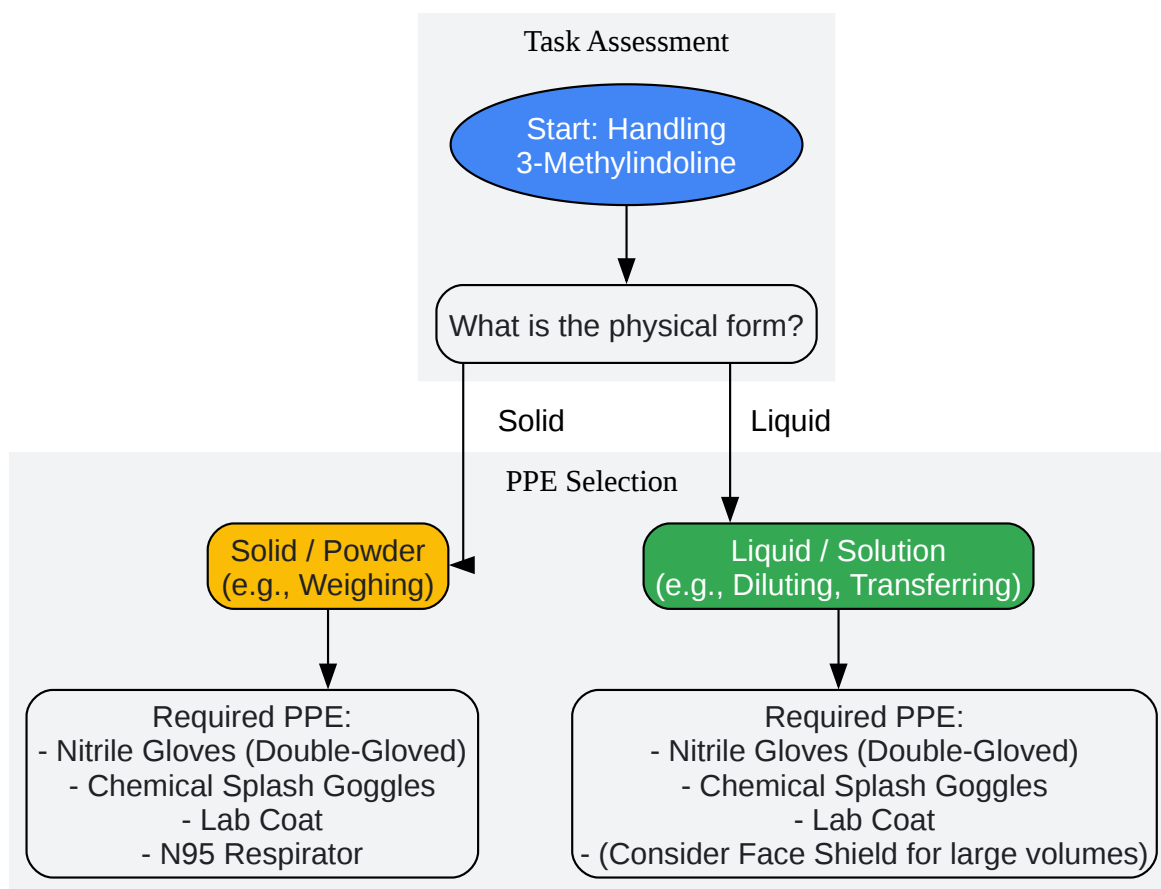 Task Assessment
Start: Handling
3-Methylindoline
What is the physical form?
Solid
Liquid
PPE Selection
Solid / Powder
(e.g., Weighing)
Liquid / Solution
(e.g., Diluting, Transferring)
Required PPE:
- Nitrile Gloves (Double-Gloved)
- Chemical Splash Goggles
- Lab Coat
- N95 Respirator
Required PPE:
- Nitrile Gloves (Double-Gloved)
- Chemical Splash Goggles
- Lab Coat
- (Consider Face Shield for large volumes)